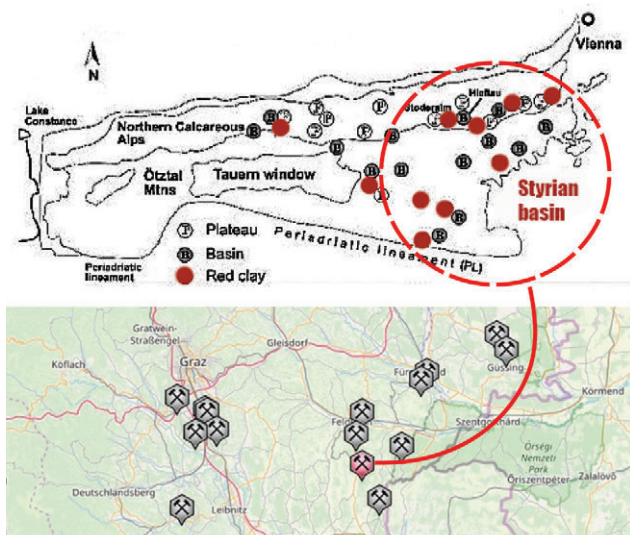 Vienna
N
Lake
Constance
Northern Calcareous
Alps
Hieflau
Stoderalm
Ötztal
Mtns
Tauern window
Styrian
basin
P Plateau
B Basin
Red clay
Periadriatic lineament (PL)
Periadriatic
lineament
Gratwein-
Straßengel
Köflach
Graz
Gleisdorf
Güssing
Körmend
Szentgotthárd
Őrségi
Nemzeti
Park
Őriszentpéter
Zalalövő
Deutschlandsberg
Leibnitz